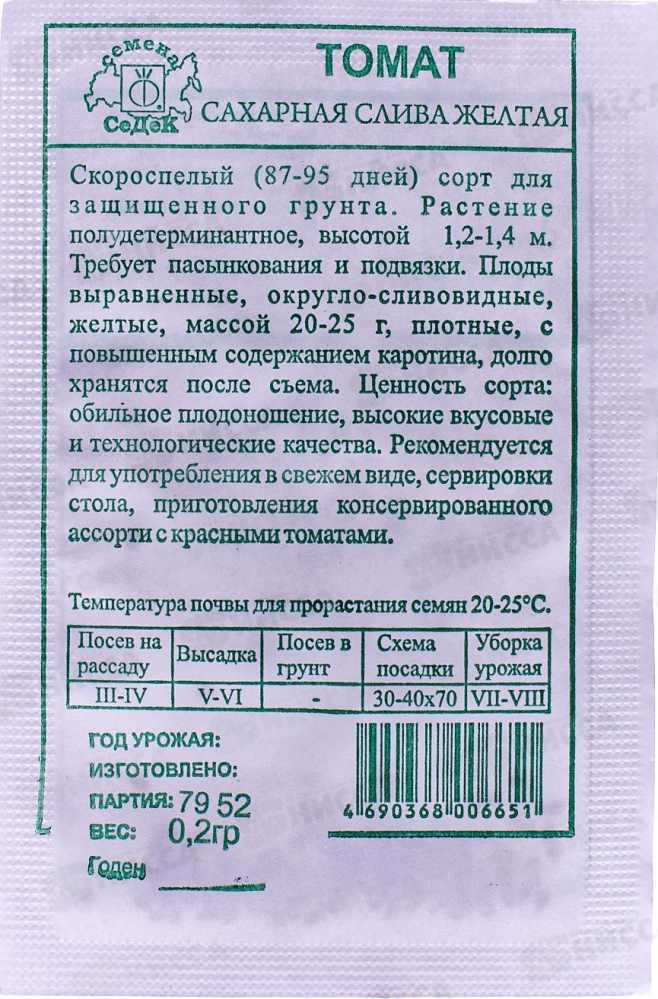 семена
СеДеК
ТОМАТ
САХАРНАЯ СЛИВА ЖЕЛТАЯ
Скороспелый (87-95 дней) сорт для
защищенного грунта. Растение
полудетерминантное, высотой 1,2-1,4 м.
Требует пасынкования и подвязки. Плоды
выравненные, округло-сливовидные,
желтые, массой 20-25 г, плотные, с
повышенным содержанием каротина, долго
хранятся после съема. Ценность сорта:
обильное плодоношение, высокие вкусовые
и технологические качества. Рекомендуется
для употребления в свежем виде, сервировки
стола, приготовления консервированного
ассорти с красными томатами.
Температура почвы для прорастания семян 20-25°С.
Посев на рассаду Высадка Посев в грунт Схема посадки Уборка урожая
III-IV V-VI - 30-40x70 VII-VIII
ГОД УРОЖАЯ:
ИЗГОТОВЛЕНО:
ПАРТИЯ: 79 52
ВЕС: 0,2гр
Годен
4 690368 006651
НИССА